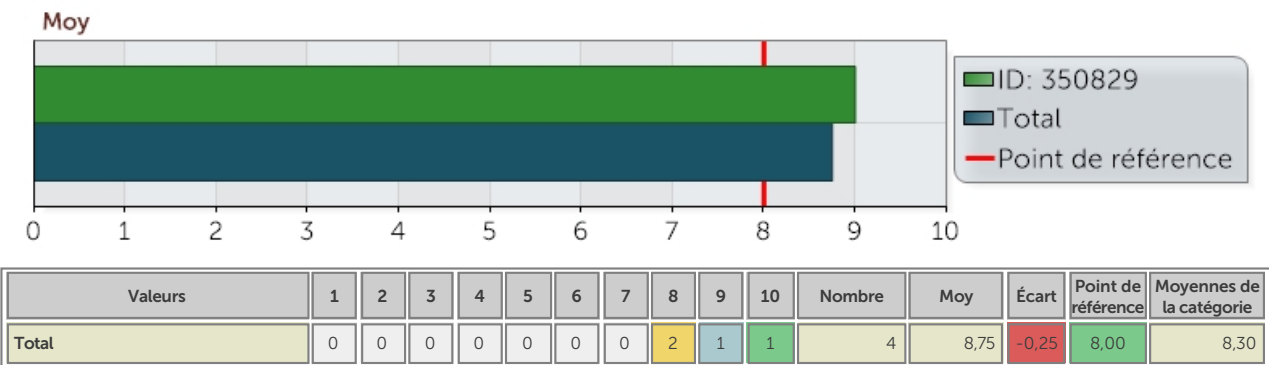 Moy
ID: 350829
Total
Point de référence
0 1 2 3 4 5 6 7 8 9 10
Valeurs 1 2 3 4 5 6 7 8 9 10 Nombre Moy Écart Point de référence Moyennes de la catégorie
Total 0 0 0 0 0 0 0 2 1 1 4 8,75 -0,25 8,00 8,30